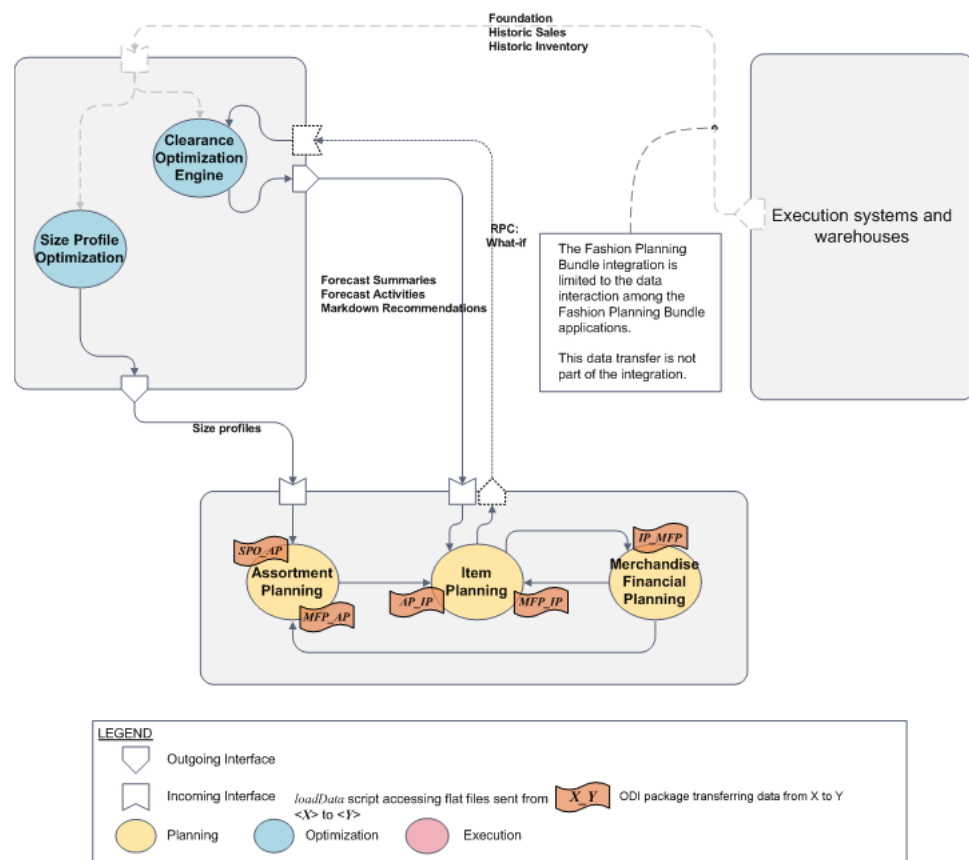 Foundation
Historic Sales
Historic Inventory
Clearance
Optimization
Engine
Size Profile
Optimization
Execution systems and
warehouses
RPC:
What-if
The Fashion Planning
Bundle integration is
limited to the data
interaction among the
Fashion Planning Bundle
applications.
This data transfer is not
part of the integration.
Forecast Summaries
Forecast Activities
Markdown Recommendations
Size profiles
SPO_AP
Assortment
Planning
MFP_AP
Item
Planning
AP_IP
MFP_IP
IP_MFP
Merchandise
Financial
Planning
LEGEND
Outgoing Interface
Incoming Interface
loadData script accessing flat files sent from
<X> to <Y>
X_Y
ODI package transferring data from X to Y
Planning
Optimization
Execution